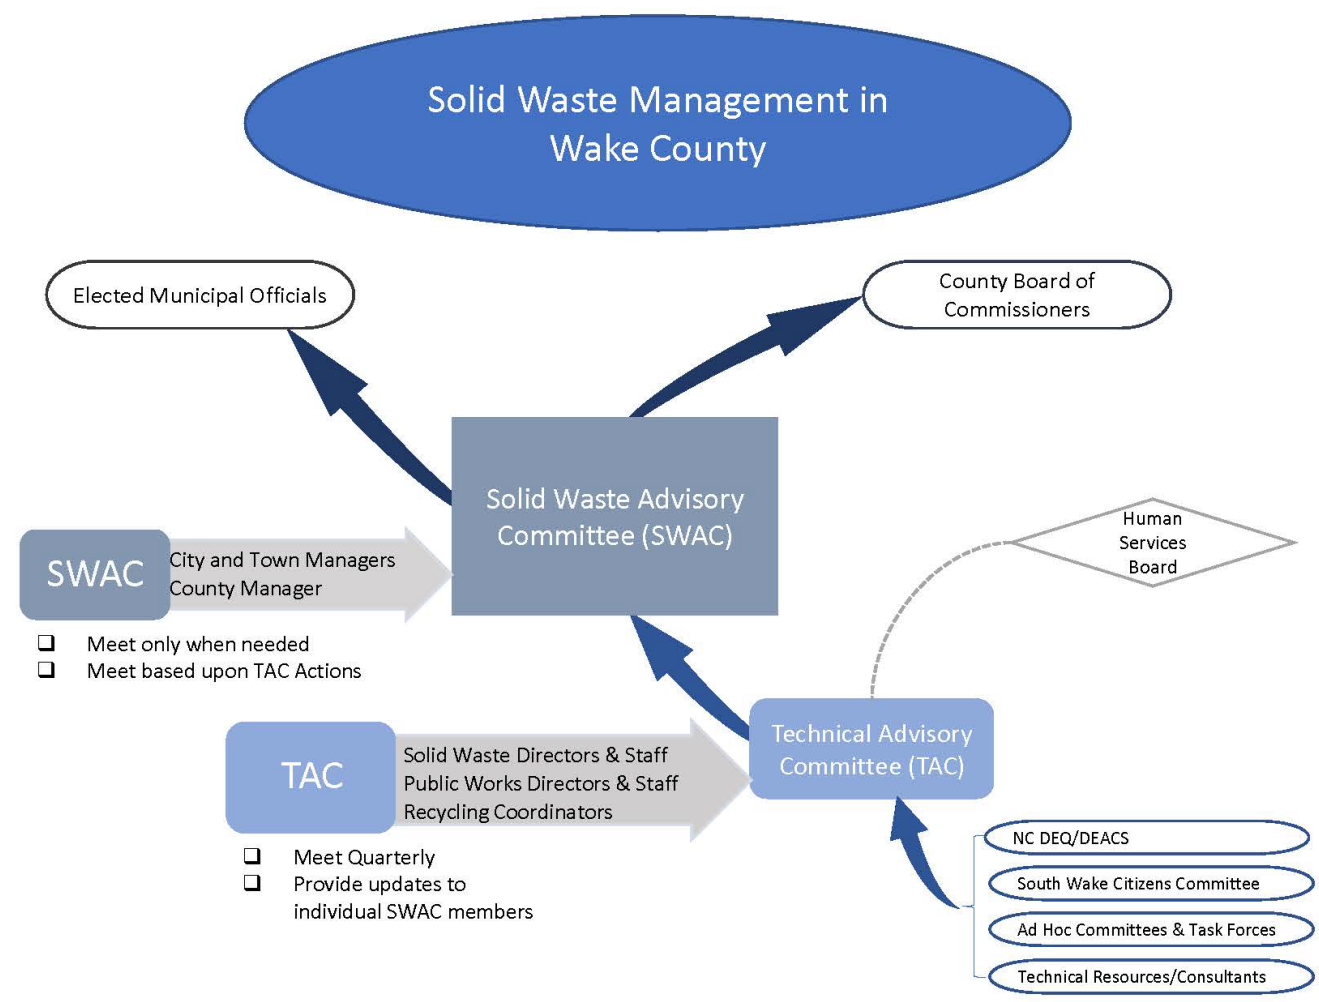 Solid Waste Management in
Wake County
Elected Municipal Officials
County Board of
Commissioners
Solid Waste Advisory
Committee (SWAC)
Human
Services
Board
SWAC
City and Town Managers
County Manager
Meet only when needed
Meet based upon TAC Actions
TAC
Solid Waste Directors & Staff
Public Works Directors & Staff
Recycling Coordinators
Technical Advisory
Committee (TAC)
Meet Quarterly
Provide updates to
individual SWAC members
NC DEQ/DEACS
South Wake Citizens Committee
Ad Hoc Committees & Task Forces
Technical Resources/Consultants